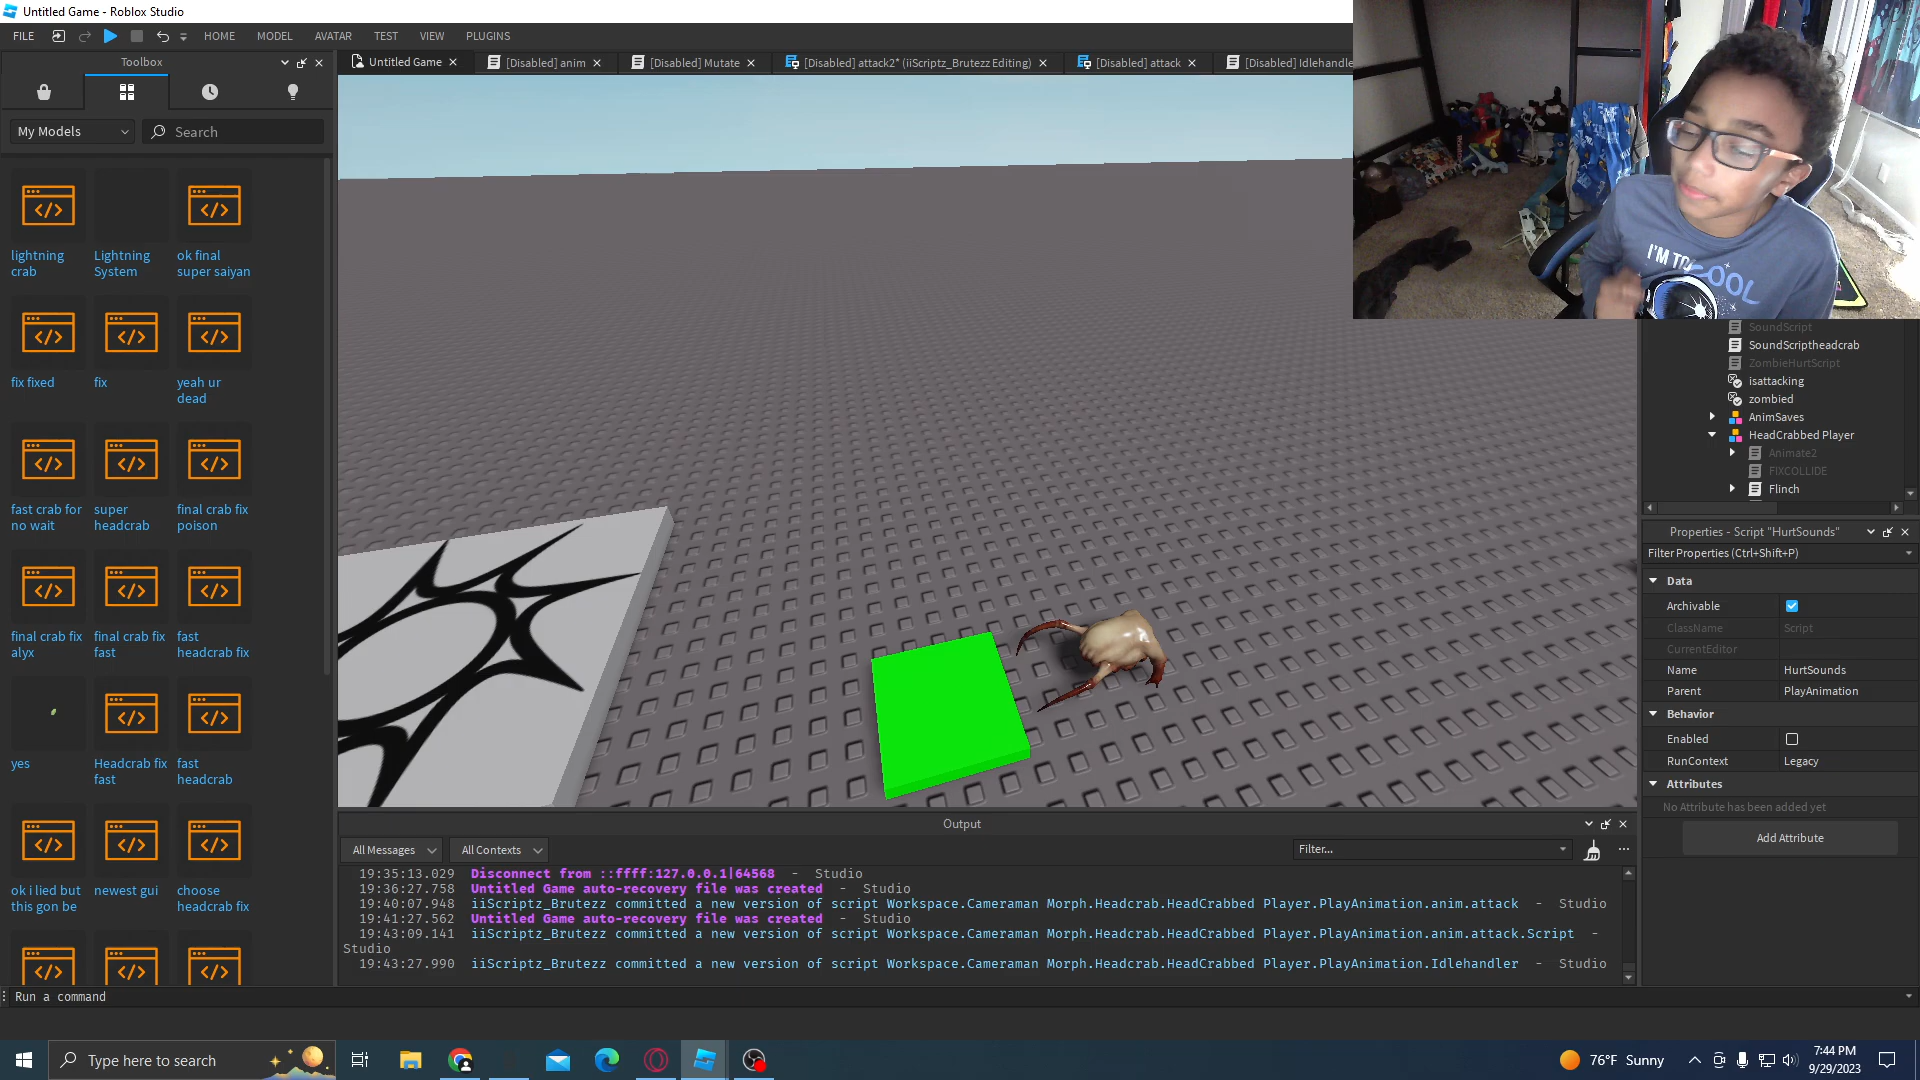 Untitled Game - Roblox Studio
FILE HOME MODEL AVATAR TEST VIEW PLUGINS
Toolbox
Untitled Game
[Disabled] anim
[Disabled] Mutate
[Disabled] attack2* (iiScriptz_Brutezz Editing)
[Disabled] attack
[Disabled] Idlehandle
My Models
Search
lightning crab
Lightning System
ok final super saiyan
fix fixed
fix
yeah ur dead
fast crab for no wait
super headcrab
final crab fix poison
final crab fix alyx
final crab fix fast
fast headcrab fix
yes
Headcrab fix fast
fast headcrab
ok i lied but this gon be
newest gui
choose headcrab fix
I'M TOO
COOL
SoundScript
SoundScriptheadcrab
ZombieHurtScript
isattacking
zombied
AnimSaves
HeadCrabbed Player
Animate2
FIXCOLLIDE
Flinch
Properties - Script "HurtSounds"
Filter Properties (Ctrl+Shift+P)
Data
Archivable
ClassName Script
CurrentEditor
Name HurtSounds
Parent PlayAnimation
Behavior
Enabled
RunContext Legacy
Attributes
No Attribute has been added yet
Add Attribute
Output
All Messages
All Contexts
Filter...
19:35:13.029 Disconnect from ::ffff:127.0.0.1|64568 - Studio
19:36:27.758 Untitled Game auto-recovery file was created - Studio
19:40:07.948 iiScriptz_Brutezz committed a new version of script Workspace.Cameraman Morph.Headcrab.HeadCrabbed Player.PlayAnimation.anim.attack - Studio
19:41:27.562 Untitled Game auto-recovery file was created - Studio
19:43:09.141 iiScriptz_Brutezz committed a new version of script Workspace.Cameraman Morph.Headcrab.HeadCrabbed Player.PlayAnimation.anim.attack.Script -
Studio
19:43:27.990 iiScriptz_Brutezz committed a new version of script Workspace.Cameraman Morph.Headcrab.HeadCrabbed Player.PlayAnimation.Idlehandler - Studio
Run a command
Type here to search
76°F Sunny
7:44 PM
9/29/2023